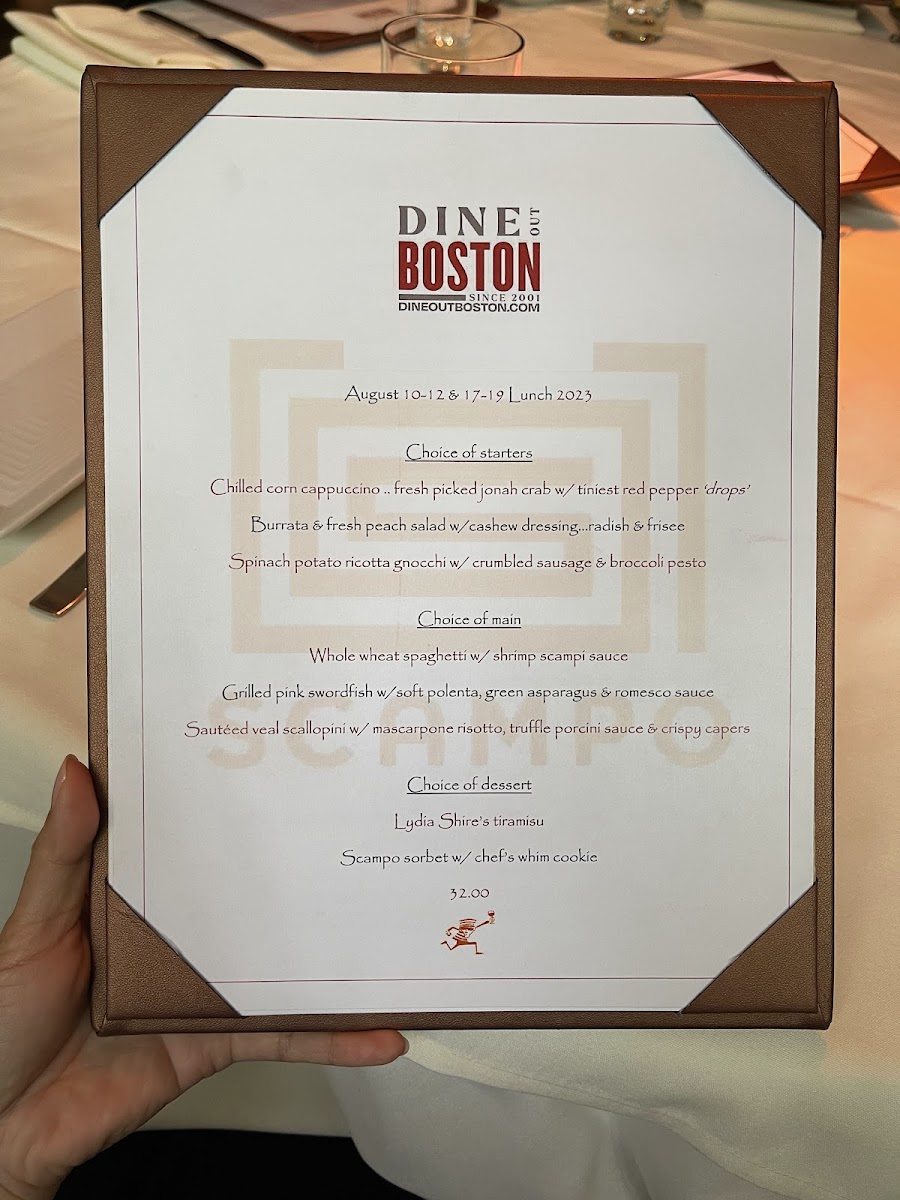 DINE OUT
BOSTON
SINCE 2001
DINEOUTBOSTON.COM
August 10-12 & 17-19 Lunch 2023
Choice of starters
Chilled corn cappuccino .. fresh picked jonah crab w/ tiniest red pepper 'drops'
Burrata & fresh peach salad w/cashew dressing...radish & frisee
Spinach potato ricotta gnocchi w/ crumbled sausage & broccoli pesto
Choice of main
Whole wheat spaghetti w/ shrimp scampi sauce
Grilled pink swordfish w/soft polenta, green asparagus & romesco sauce
SCAMPO
Sautéed veal scallopini w/ mascarpone risotto, truffle porcini sauce & crispy capers
Choice of dessert
Lydia Shire's tiramisu
Scampo sorbet w/ chef's whim cookie
32.00